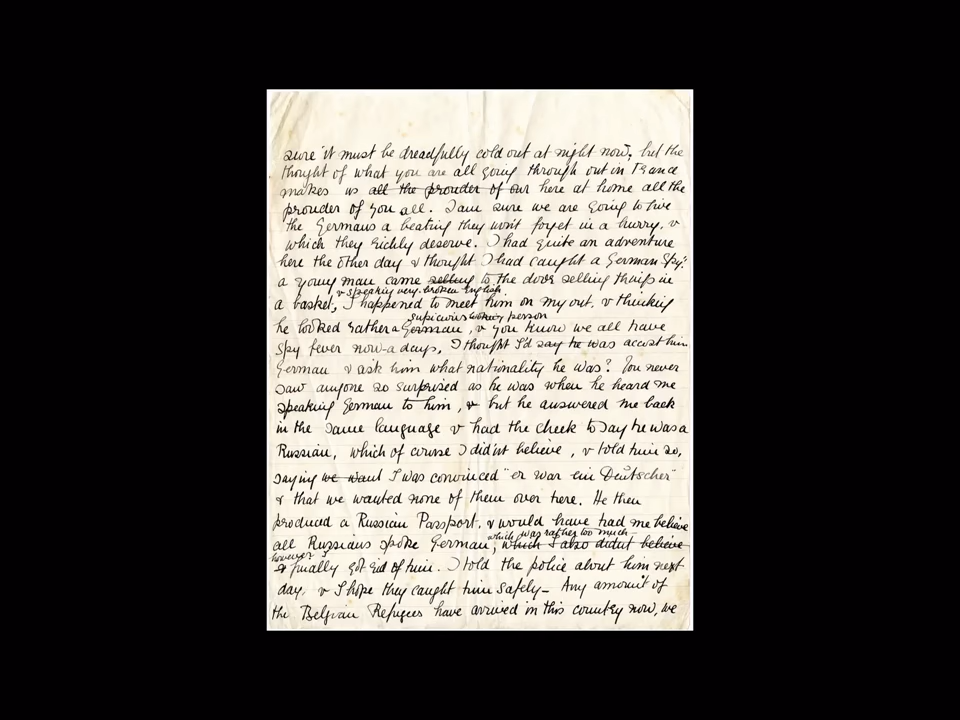 sure it must be dreadfully cold out at night now, but the
thought of what you are all going through out in France
makes us all the prouder of our here at home all the
prouder of you all. I am sure we are going to give
the Germans a beating they won't forget in a hurry, &
which they richly deserve. I had quite an adventure
here the other day & thought I had caught a German Spy:
a young man came selling to the door selling things in
& speaking very broken English
a basket, I happened to meet him on my out, & thinking
suspicious looking person
he looked rather a German, & you know we all have
Spy fever now-a-days, I thought I'd say he was accost him
German & ask him what nationality he was? You never
saw anyone so surprised as he was when he heard me
speaking German to him, & but he answered me back
in the same language & had the cheek to say he was a
Russian, which of course I didn't believe, & told him so,
saying we want I was convinced "er war ein Deutscher"
& that we wanted none of them over here. He then
produced a Russian Passport, & would have had me believe
which was rather too much
all Russians spoke German, which I also didn't believe
however I
& finally got rid of him. I told the police about him next
day, & I hope they caught him safely - Any amount of
the Belgian Refugees have arrived in this country now, we